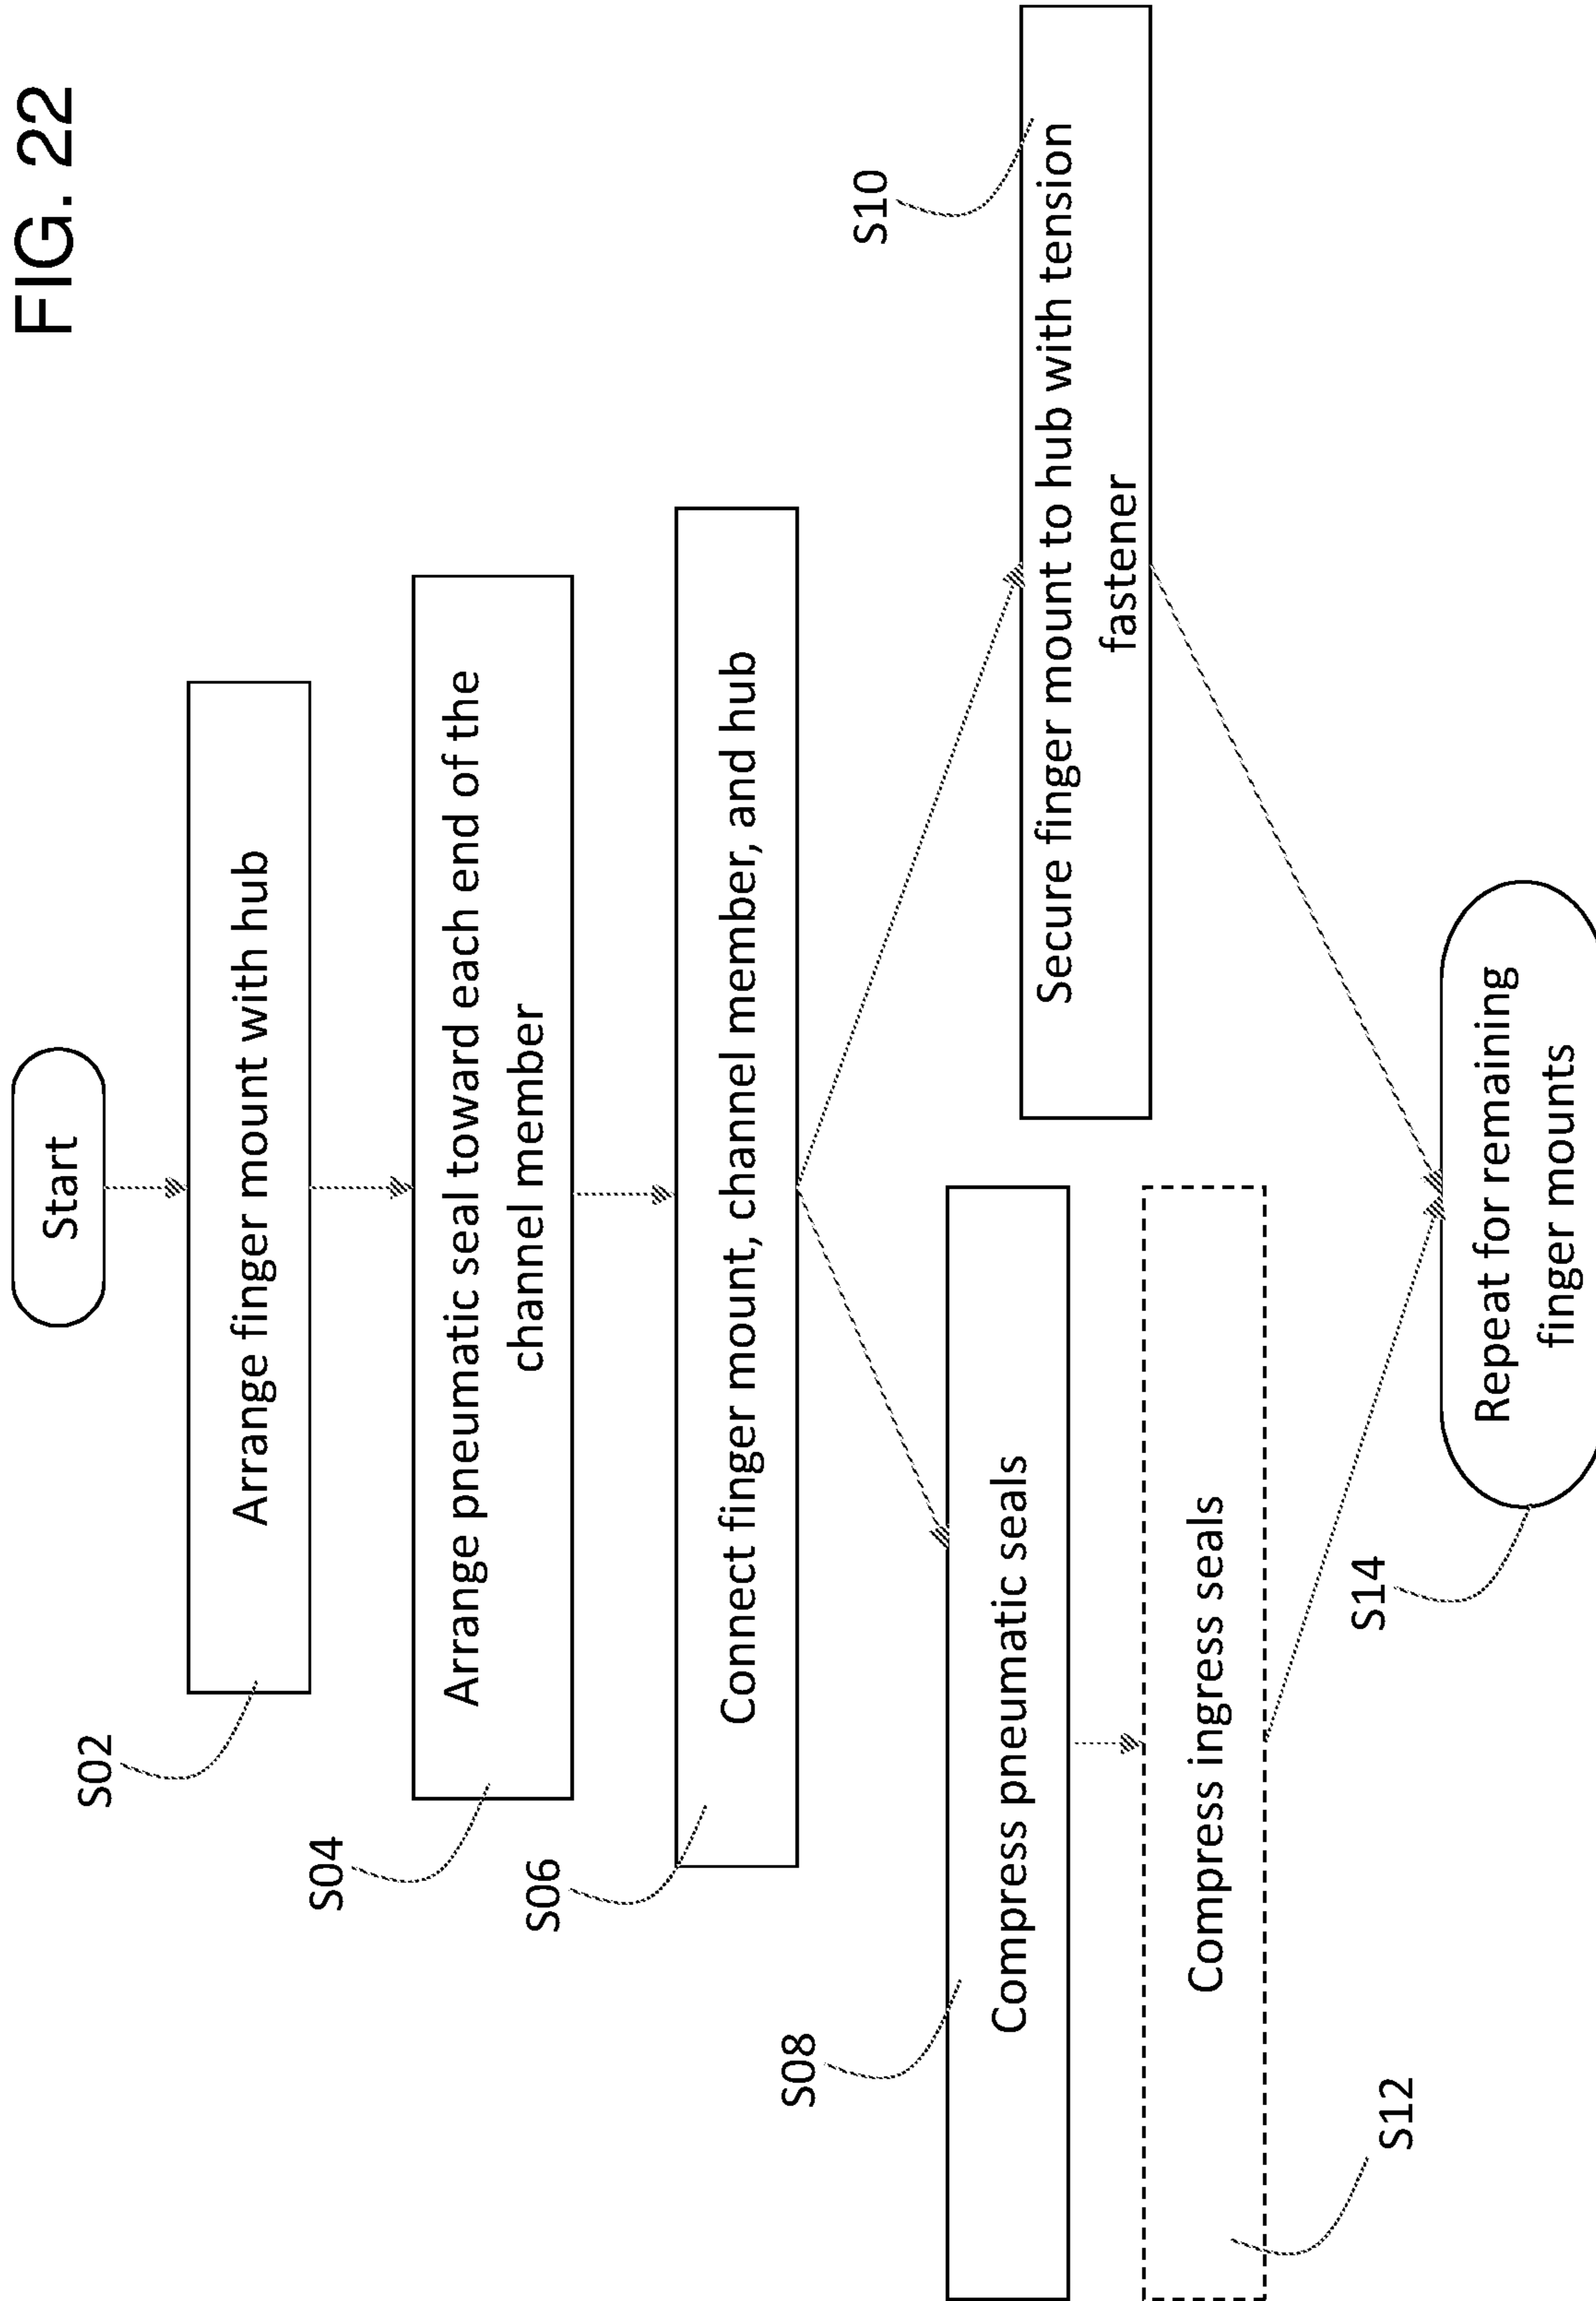 FIG. 22
Start
S02
Arrange finger mount with hub
S04
Arrange pneumatic seal toward each end of the
channel member
S06
Connect finger mount, channel member, and hub
S08
Compress pneumatic seals
S10
Secure finger mount to hub with tension
fastener
S12
Compress ingress seals
S14
Repeat for remaining
finger mounts